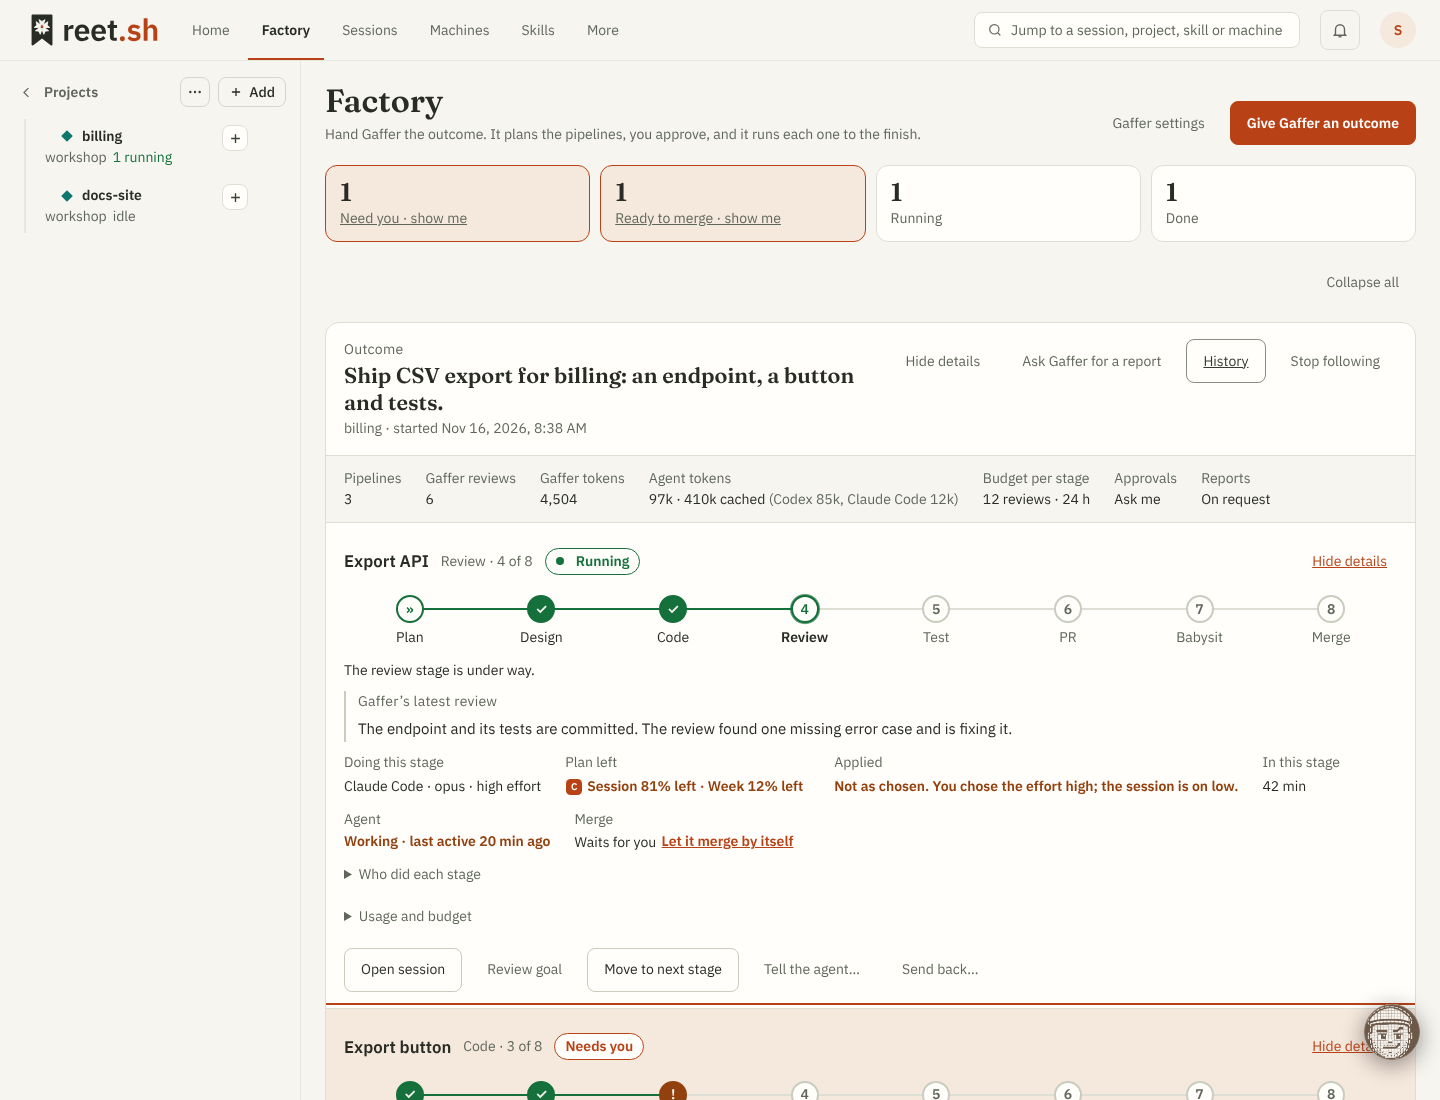 reet.sh
Home
Factory
Sessions
Machines
Skills
More
Jump to a session, project, skill or machine
S
Projects
Add
billing
workshop 1 running
docs-site
workshop idle
Factory
Hand Gaffer the outcome. It plans the pipelines, you approve, and it runs each one to the finish.
Gaffer settings
Give Gaffer an outcome
1
Need you · show me
1
Ready to merge · show me
1
Running
1
Done
Collapse all
Outcome
Ship CSV export for billing: an endpoint, a button
and tests.
billing · started Nov 16, 2026, 8:38 AM
Hide details
Ask Gaffer for a report
History
Stop following
Pipelines
3
Gaffer reviews
6
Gaffer tokens
4,504
Agent tokens
97k · 410k cached (Codex 85k, Claude Code 12k)
Budget per stage
12 reviews · 24 h
Approvals
Ask me
Reports
On request
Export API Review · 4 of 8 Running
Hide details
» 4 5 6 7 8
Plan Design Code Review Test PR Babysit Merge
The review stage is under way.
Gaffer's latest review
The endpoint and its tests are committed. The review found one missing error case and is fixing it.
Doing this stage
Claude Code · opus · high effort
Plan left
C Session 81% left · Week 12% left
Applied
Not as chosen. You chose the effort high; the session is on low.
In this stage
42 min
Agent
Working · last active 20 min ago
Merge
Waits for you Let it merge by itself
Who did each stage
Usage and budget
Open session
Review goal
Move to next stage
Tell the agent…
Send back…
Export button Code · 3 of 8 Needs you
Hide
! 4 5 6 7 8